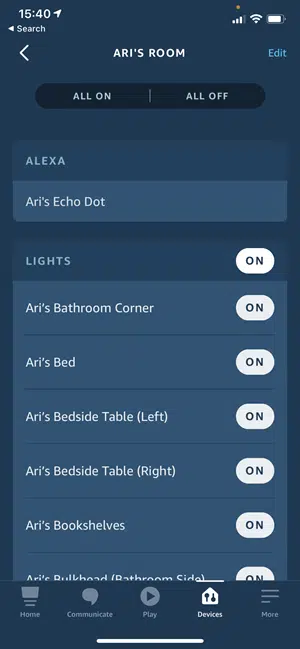 15:40
◀ Search
ARI'S ROOM
Edit
ALL ON
ALL OFF
ALEXA
Ari's Echo Dot
LIGHTS
ON
Ari's Bathroom Corner
ON
Ari's Bed
ON
Ari's Bedside Table (Left)
ON
Ari's Bedside Table (Right)
ON
Ari's Bookshelves
ON
Ari's Bulkhead (Bathroom Side)
ON
Home
Communicate
Play
Devices
More